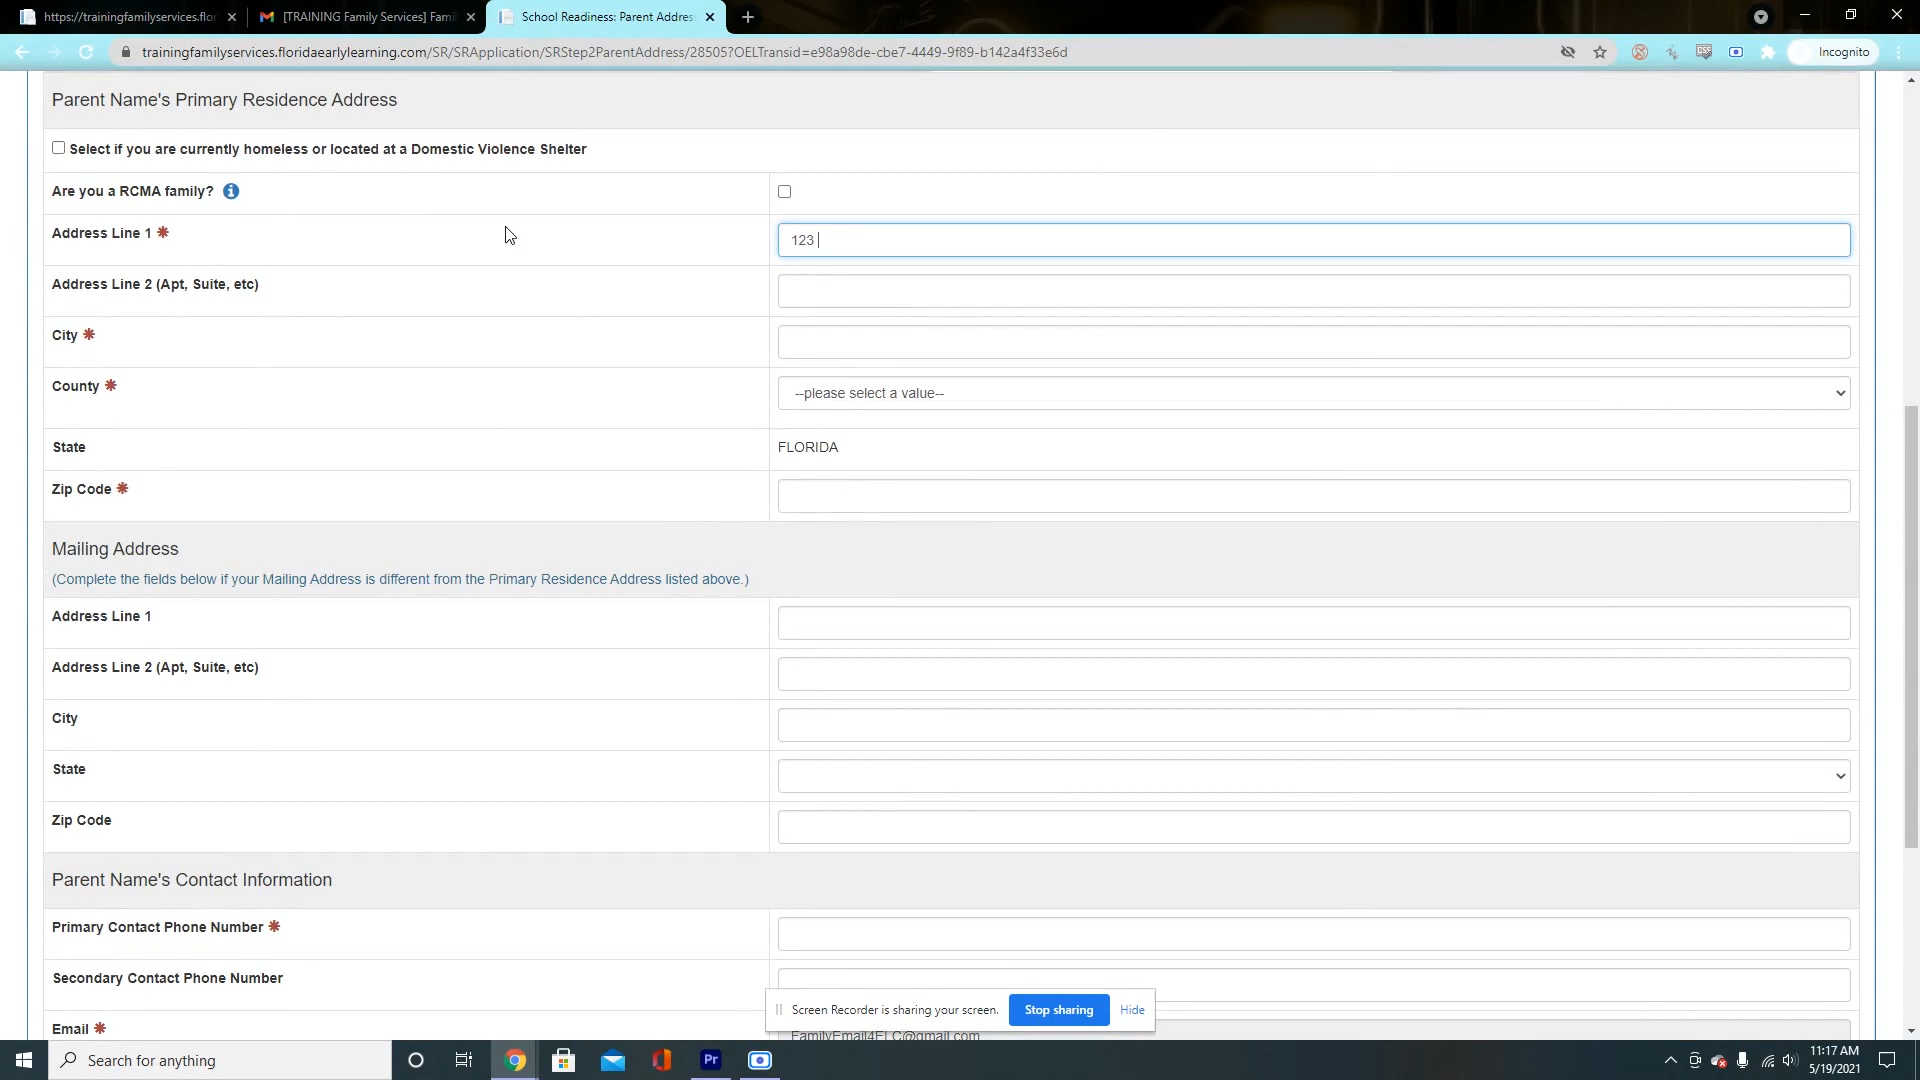 https://trainingfamilyservices.flor
[TRAINING Family Services] Fami
School Readiness: Parent Addres
trainingfamilyservices.floridaearlylearning.com/SR/SRApplication/SRStep2ParentAddress/28505?OELTransid=e98a98de-cbe7-4449-9f89-b142a4f33e6d
Incognito
Parent Name's Primary Residence Address
Select if you are currently homeless or located at a Domestic Violence Shelter
Are you a RCMA family?
Address Line 1 *
123
Address Line 2 (Apt, Suite, etc)
City *
County *
--please select a value--
State
FLORIDA
Zip Code *
Mailing Address
(Complete the fields below if your Mailing Address is different from the Primary Residence Address listed above.)
Address Line 1
Address Line 2 (Apt, Suite, etc)
City
State
Zip Code
Parent Name's Contact Information
Primary Contact Phone Number *
Secondary Contact Phone Number
Screen Recorder is sharing your screen.
Stop sharing
Hide
Email *
FamilyEmail4ELC@gmail.com
Search for anything
Pr
11:17 AM
5/19/2021